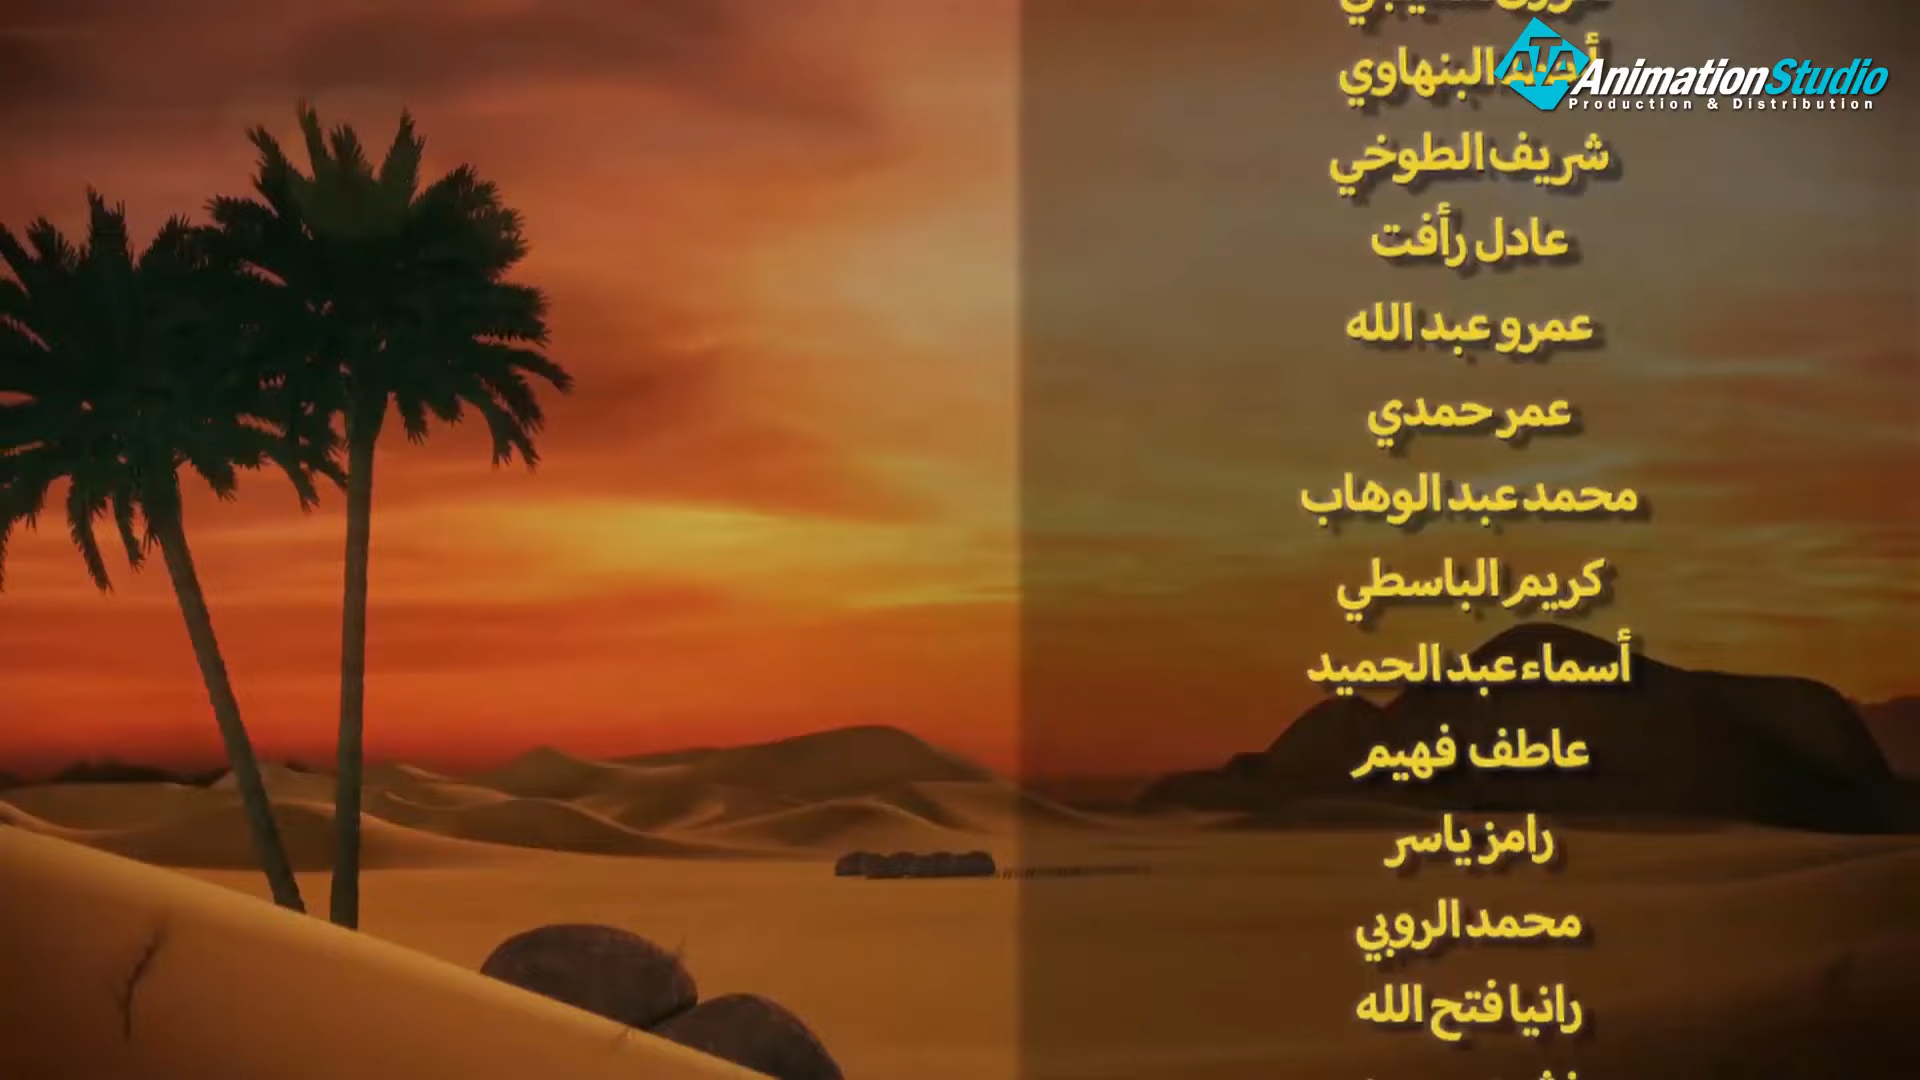 البنهاوي
AnimationStudio
Production & Distribution
شريف الطوخي
عادل رأفت
عمرو عبد الله
عمر حمدي
محمد عبد الوهاب
كريم الباسطي
أسماء عبد الحميد
عاطف فهيم
رامز ياسر
محمد الروبي
رانيا فتح الله